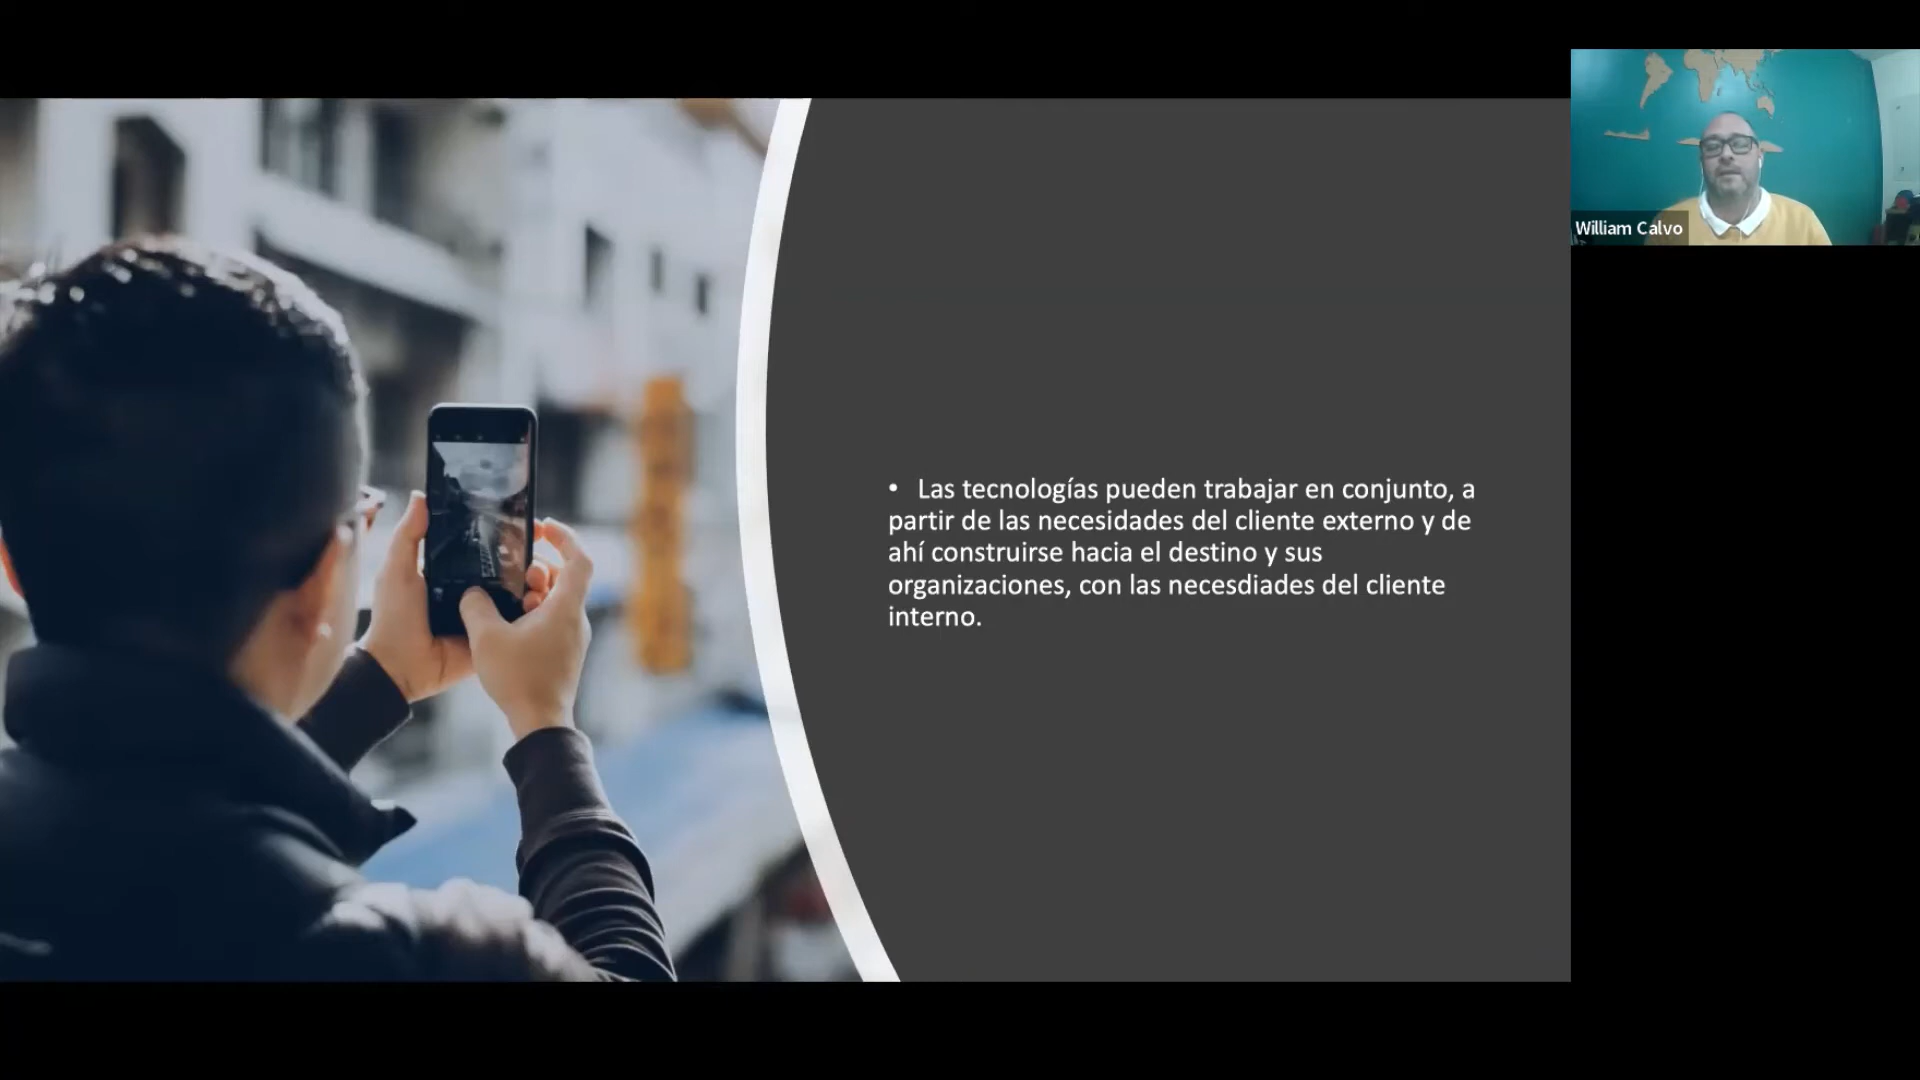 • Las tecnologías pueden trabajar en conjunto, a
partir de las necesidades del cliente externo y de
ahí construirse hacia el destino y sus
organizaciones, con las necesdiades del cliente
interno.
William Calvo